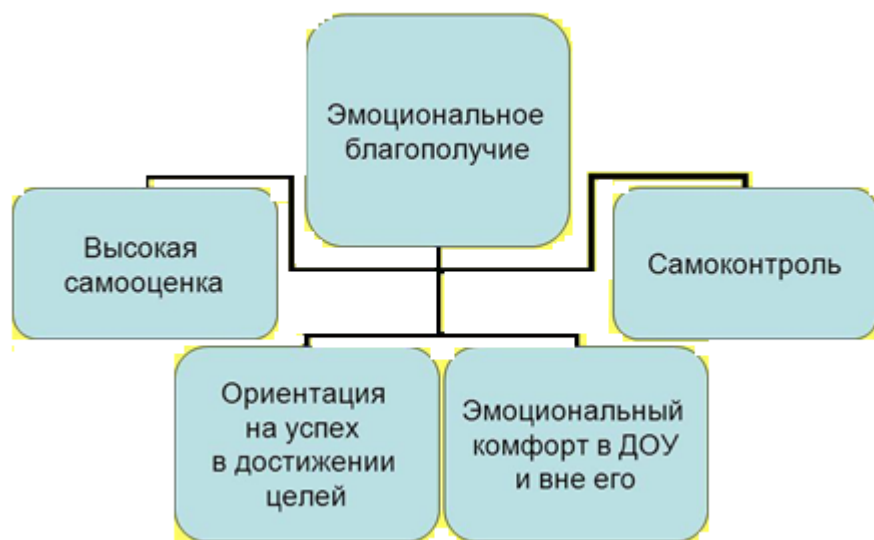 Эмоциональное
благополучие
Высокая
самооценка
Самоконтроль
Ориентация
на успех
в достижении
целей
Эмоциональный
комфорт в ДОУ
и вне его